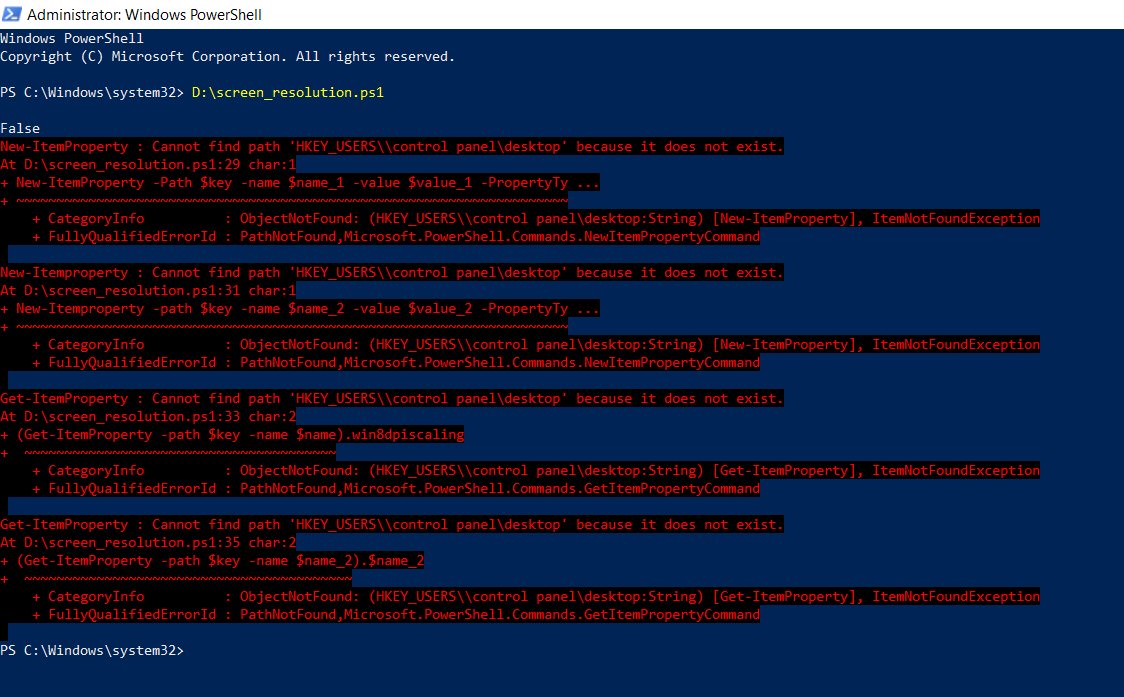 Administrator: Windows PowerShell
Windows PowerShell
Copyright (C) Microsoft Corporation. All rights reserved.
PS C:\Windows\system32> D:\screen_resolution.ps1
False
New-ItemProperty : Cannot find path 'HKEY_USERS\\control panel\desktop' because it does not exist.
At D:\screen_resolution.ps1:29 char:1
+ New-ItemProperty -Path $key -name $name_1 -value $value_1 -PropertyTy ...
+ ~~~~~~~~~~~~~~~~~~~~~~~~~~~~~~~~~~~~~~~~~~~~~~~~~~~~~~~~~~~~~~~~~~~~~
    + CategoryInfo          : ObjectNotFound: (HKEY_USERS\\control panel\desktop:String) [New-ItemProperty], ItemNotFoundException
    + FullyQualifiedErrorId : PathNotFound,Microsoft.PowerShell.Commands.NewItemPropertyCommand
New-Itemproperty : Cannot find path 'HKEY_USERS\\control panel\desktop' because it does not exist.
At D:\screen_resolution.ps1:31 char:1
+ New-Itemproperty -path $key -name $name_2 -value $value_2 -PropertyTy ...
+ ~~~~~~~~~~~~~~~~~~~~~~~~~~~~~~~~~~~~~~~~~~~~~~~~~~~~~~~~~~~~~~~~~~~~~
    + CategoryInfo          : ObjectNotFound: (HKEY_USERS\\control panel\desktop:String) [New-ItemProperty], ItemNotFoundException
    + FullyQualifiedErrorId : PathNotFound,Microsoft.PowerShell.Commands.NewItemPropertyCommand
Get-ItemProperty : Cannot find path 'HKEY_USERS\\control panel\desktop' because it does not exist.
At D:\screen_resolution.ps1:33 char:2
+ (Get-ItemProperty -path $key -name $name).win8dpiscaling
+  ~~~~~~~~~~~~~~~~~~~~~~~~~~~~~~~~~~~~~~~
    + CategoryInfo          : ObjectNotFound: (HKEY_USERS\\control panel\desktop:String) [Get-ItemProperty], ItemNotFoundException
    + FullyQualifiedErrorId : PathNotFound,Microsoft.PowerShell.Commands.GetItemPropertyCommand
Get-ItemProperty : Cannot find path 'HKEY_USERS\\control panel\desktop' because it does not exist.
At D:\screen_resolution.ps1:35 char:2
+ (Get-ItemProperty -path $key -name $name_2).$name_2
+  ~~~~~~~~~~~~~~~~~~~~~~~~~~~~~~~~~~~~~~~~~
    + CategoryInfo          : ObjectNotFound: (HKEY_USERS\\control panel\desktop:String) [Get-ItemProperty], ItemNotFoundException
    + FullyQualifiedErrorId : PathNotFound,Microsoft.PowerShell.Commands.GetItemPropertyCommand
PS C:\Windows\system32>